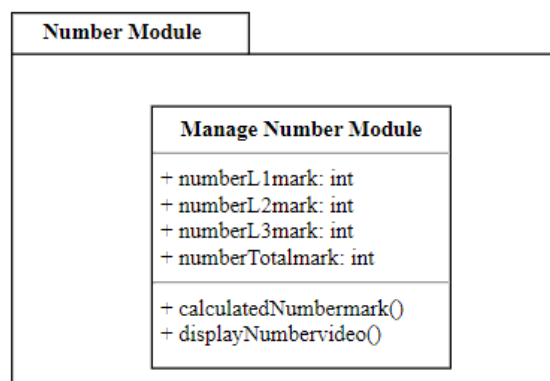 Number Module
Manage Number Module
+ numberL1mark: int
+ numberL2mark: int
+ numberL3mark: int
+ numberTotalmark: int
+ calculatedNumbermark()
+ displayNumbervideo()